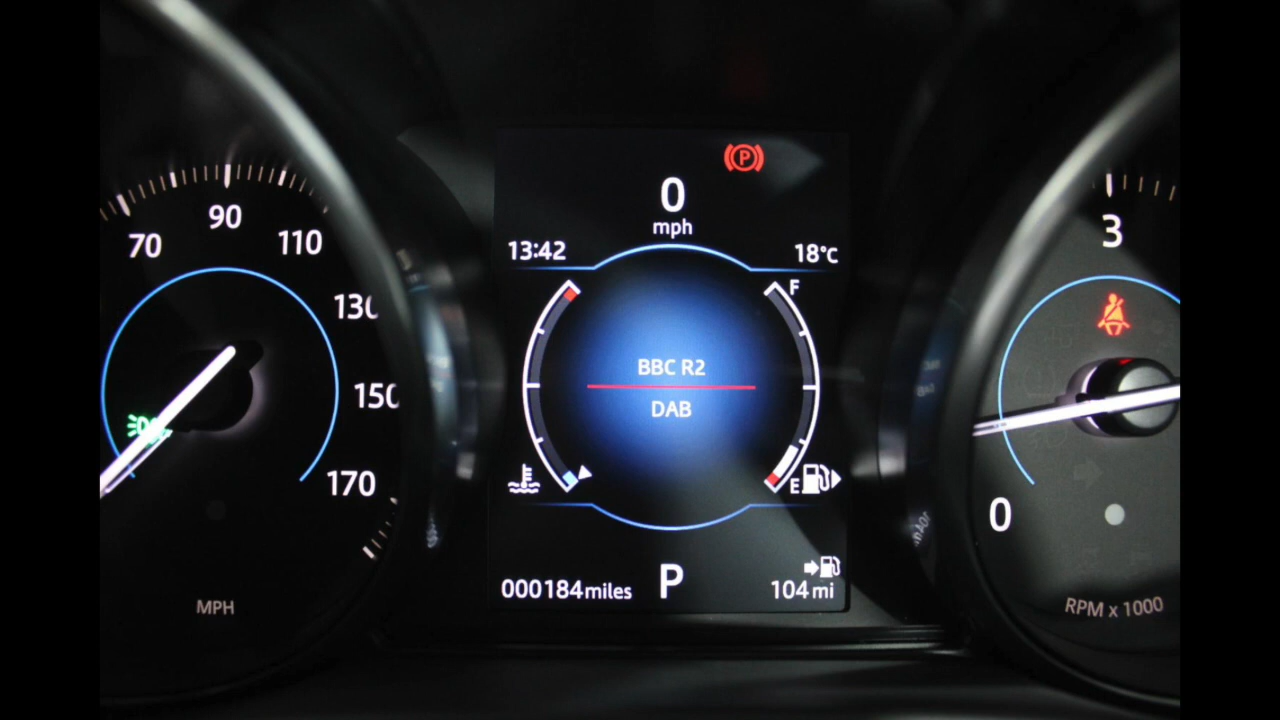 70
90
110
130
150
170
MPH
P
0
mph
13:42
18°C
F
BBC R2
DAB
E
000184miles
P
104 mi
3
0
RPM x 1000